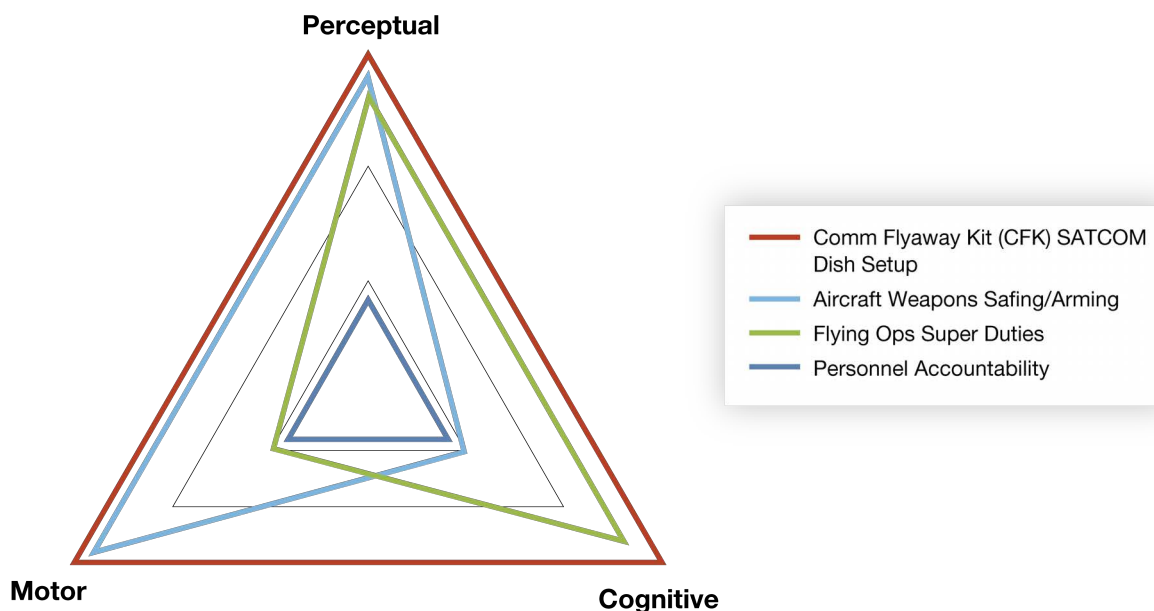 Perceptual
Comm Flyaway Kit (CFK) SATCOM
Dish Setup
Aircraft Weapons Safing/Arming
Flying Ops Super Duties
Personnel Accountability
Motor
Cognitive